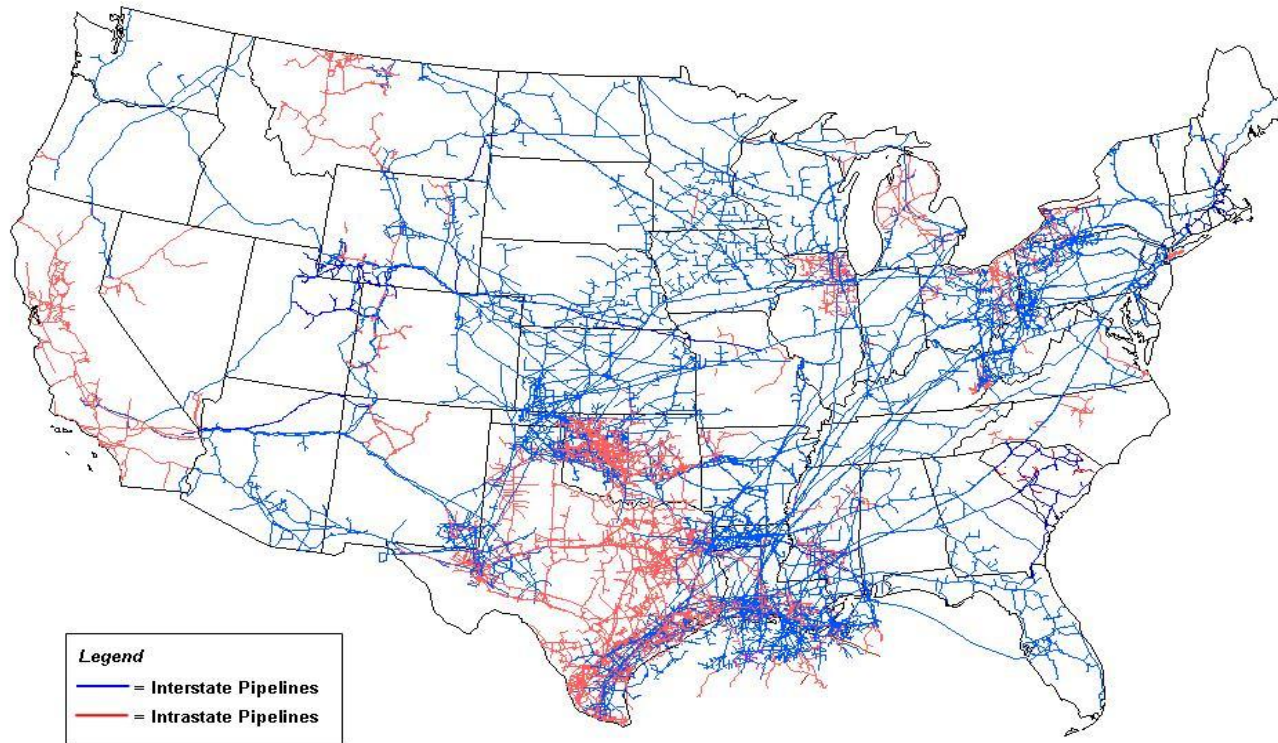 Legend
= Interstate Pipelines
= Intrastate Pipelines